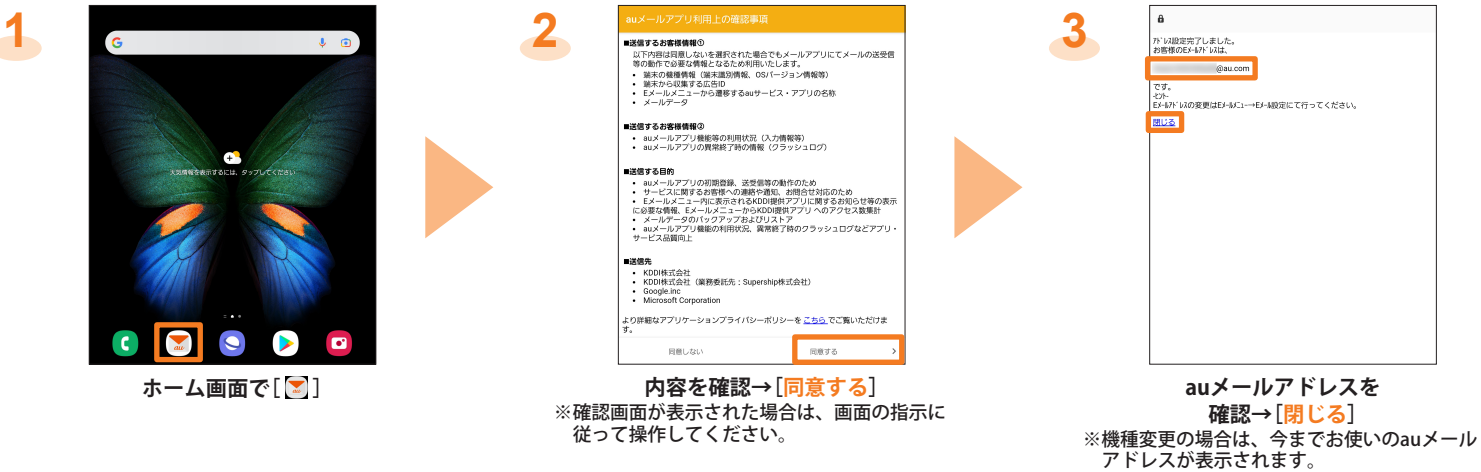 1
天気情報を表示するには、タップしてください
au
ホーム画面で[au]
2
auメールアプリ利用上の確認事項
■送信するお客様情報①
以下内容は同意しないを選択された場合でもメールアプリにてメールの送受信
等の動作で必要な情報となるため利用いたします。
• 端末の機種情報（端末識別情報、OSバージョン情報等）
• 端末から収集する広告ID
• Eメールメニューから遷移するauサービス・アプリの名称
• メールデータ
■送信するお客様情報②
• auメールアプリ機能等の利用状況（入力情報等）
• auメールアプリの異常終了時の情報（クラッシュログ）
■送信する目的
• auメールアプリの初期登録、送受信等の動作のため
• サービスに関するお客様への連絡や通知、お問合せ対応のため
• Eメールメニュー内に表示されるKDDI提供アプリに関するお知らせ等の表示
に必要な情報、EメールメニューからKDDI提供アプリ へのアクセス数集計
• メールデータのバックアップおよびリストア
• auメールアプリ機能の利用状況、異常終了時のクラッシュログなどアプリ・
サービス品質向上
■送信先
• KDDI株式会社
• KDDI株式会社（業務委託先：Supership株式会社）
• Google.inc
• Microsoft Corporation
より詳細なアプリケーションプライバシーポリシーを こちら でご覧いただけま
す。
同意しない 同意する >
内容を確認→[同意する]
※確認画面が表示された場合は、画面の指示に
従って操作してください。
3
ｱﾄﾞﾚｽ設定完了しました。
お客様のEﾒｰﾙｱﾄﾞﾚｽは、
@au.com
です。
-ﾋﾝﾄ-
Eﾒｰﾙｱﾄﾞﾚｽの変更はEﾒｰﾙﾒﾆｭｰ→Eﾒｰﾙ設定にて行ってください。
閉じる
auメールアドレスを
確認→[閉じる]
※機種変更の場合は、今までお使いのauメール
アドレスが表示されます。